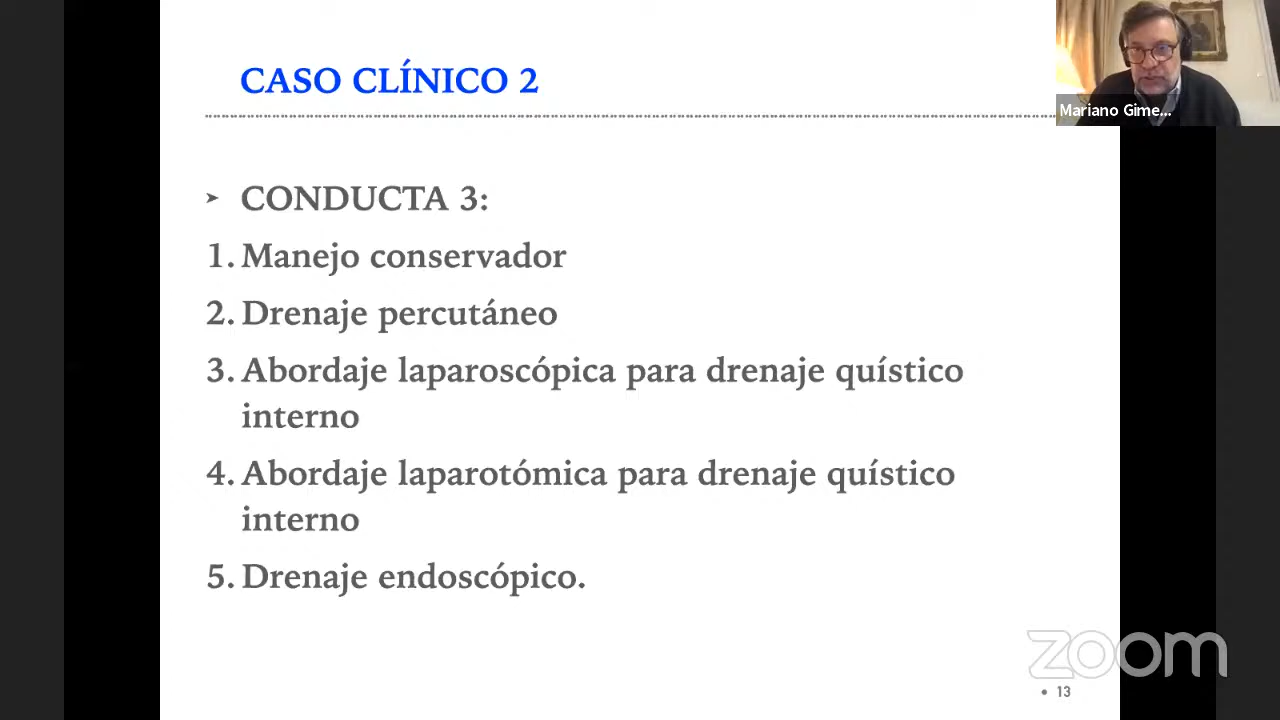 CASO CLÍNICO 2
Mariano Gime...
➤ CONDUCTA 3:
1. Manejo conservador
2. Drenaje percutáneo
3. Abordaje laparoscópica para drenaje quístico
interno
4. Abordaje laparotómica para drenaje quístico
interno
5. Drenaje endoscópico.
zoom
• 13